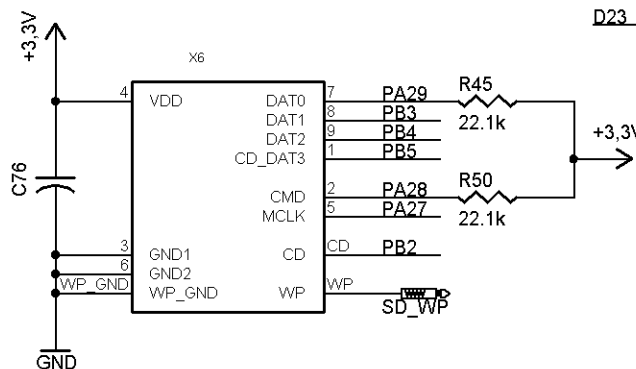 D23
+3,3V
X6
4 VDD DAT0 7 PA29 R45
22.1k
DAT1 8 PB3
DAT2 9 PB4
CD_DAT3 1 PB5
+3,3V
C76
CMD 2 PA28 R50
22.1k
MCLK 5 PA27
3 GND1 CD CD PB2
6 GND2
WP_GND WP_GND WP WP
SD_WP
GND